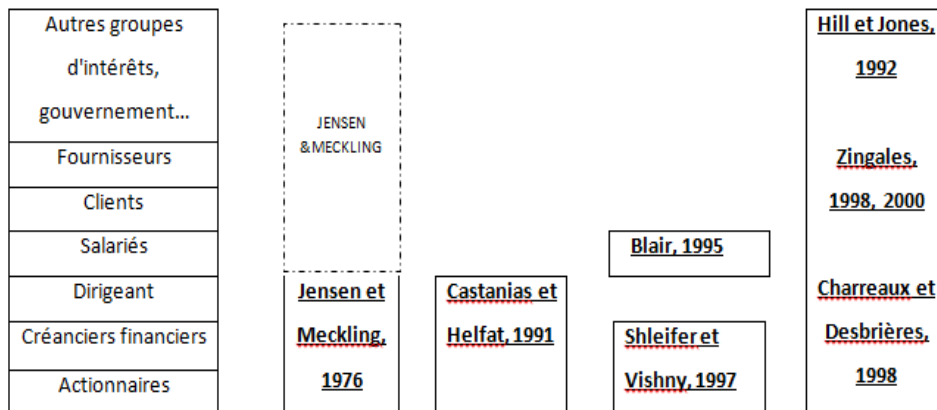 Autres groupes
d'intérêts,
gouvernement...
Fournisseurs
Clients
Salariés
Dirigeant
Créanciers financiers
Actionnaires
JENSEN
&MECKLING
Jensen et
Meckling,
1976
Castanias et
Helfat, 1991
Blair, 1995
Shleifer et
Vishny, 1997
Hill et Jones,
1992
Zingales,
1998, 2000
Charreaux et
Desbrières,
1998